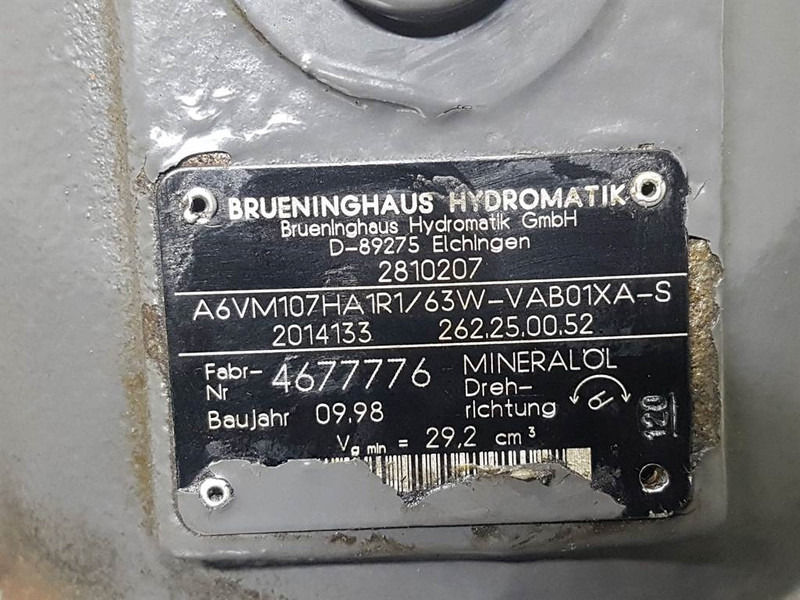 BRUENINGHAUS HYDROMATIK
Brueninghaus Hydromatik GmbH
D-89275 Elchingen
2810207
A6VM107HA1R1/63W-VAB01XA-S
2014133 262.25.00.52
Fabr-Nr 4677776 MINERALÖL
Baujahr 09.98 Dreh-richtung
120
Vg min = 29,2 cm³